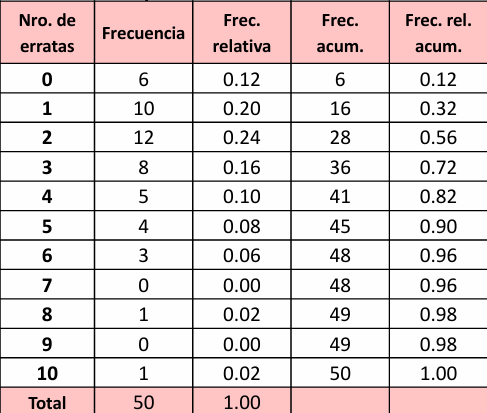 Nro. de erratas Frecuencia Frec. relativa Frec. acum. Frec. rel. acum.
0 6 0.12 6 0.12
1 10 0.20 16 0.32
2 12 0.24 28 0.56
3 8 0.16 36 0.72
4 5 0.10 41 0.82
5 4 0.08 45 0.90
6 3 0.06 48 0.96
7 0 0.00 48 0.96
8 1 0.02 49 0.98
9 0 0.00 49 0.98
10 1 0.02 50 1.00
Total 50 1.00